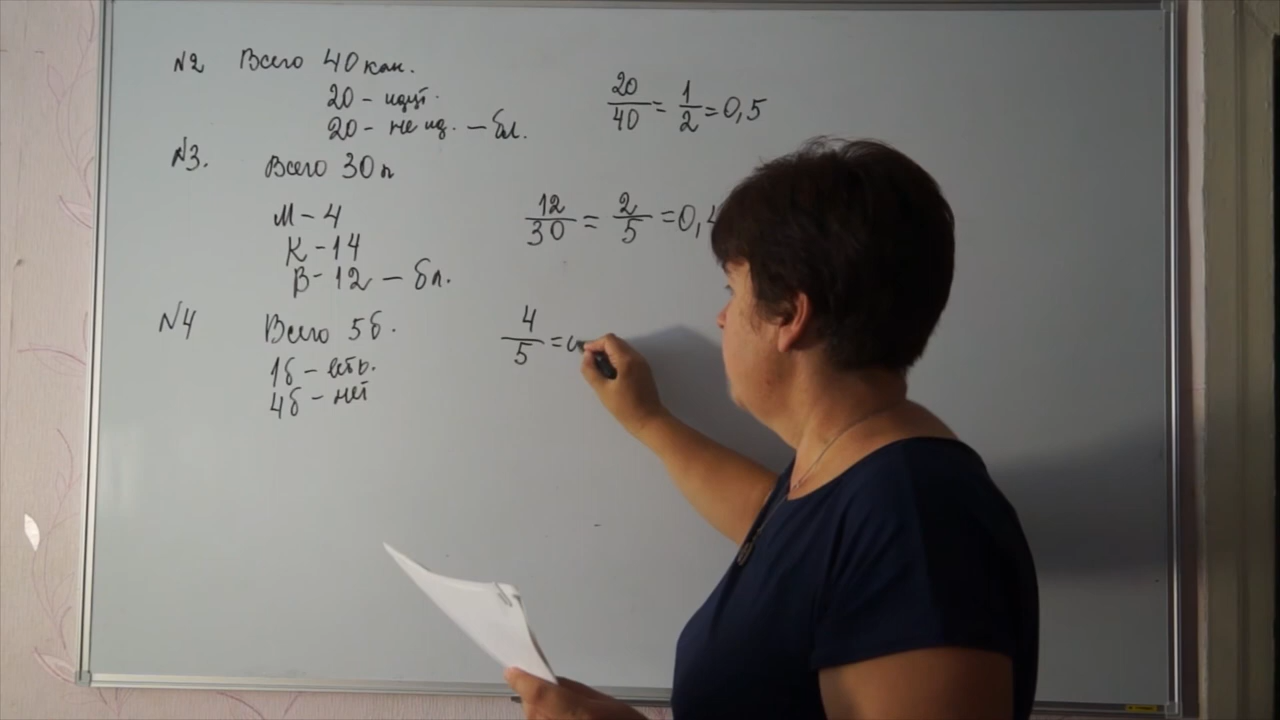 №2 Всего 40 кан.
20 – идут.
20 – не ид. – бл.
20/40 = 1/2 = 0,5
№3. Всего 30 п
М – 4
К – 14
В – 12 – бл.
12/30 = 2/5 = 0,4
№4 Всего 5 б.
1б – есть.
4б – нет
4/5 =